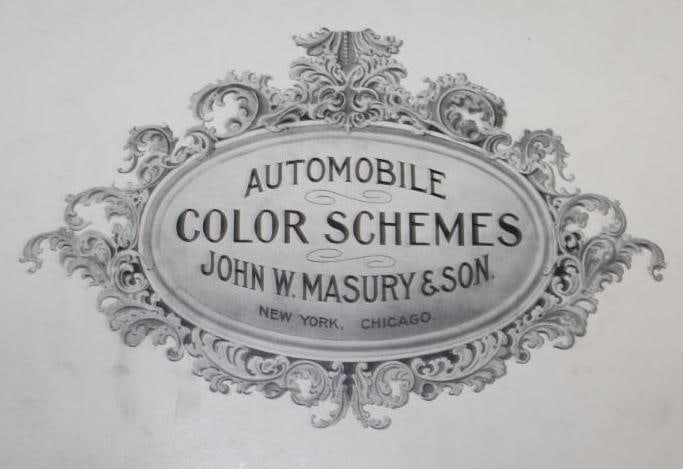 AUTOMOBILE
COLOR SCHEMES
JOHN W. MASURY & SON.
NEW YORK, CHICAGO.